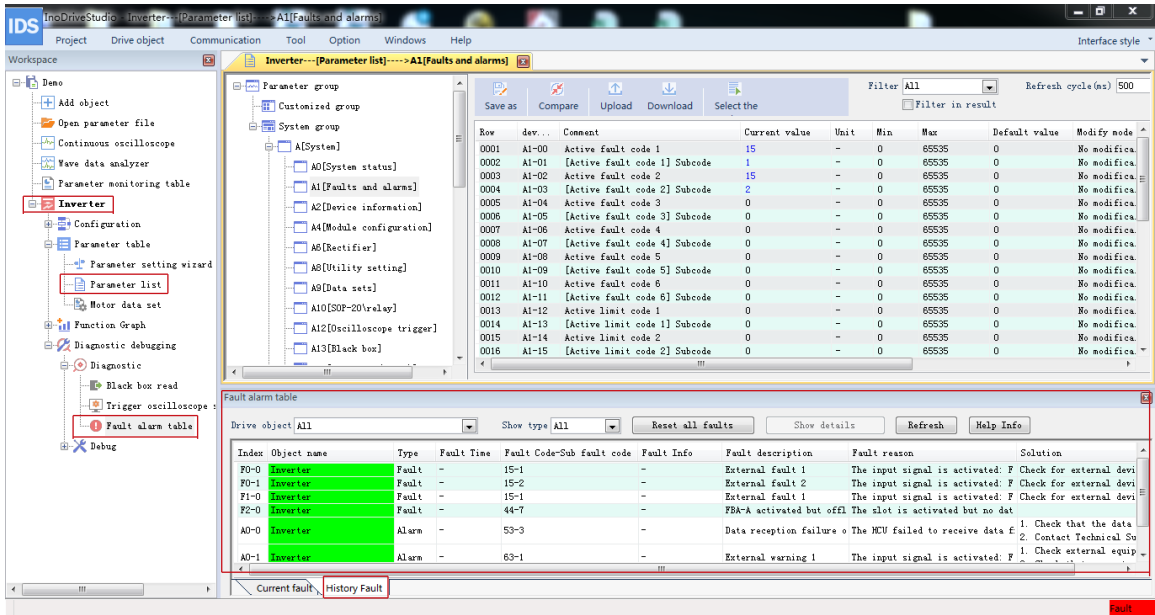 IDS InoDriveStudio - Inverter---[Parameter list]---->A1[Faults and alarms]
Project Drive object Communication Tool Option Windows Help Interface style
Workspace
Demo
Add object
Open parameter file
Continuous oscilloscope
Wave data analyzer
Parameter monitoring table
Inverter
Configuration
Parameter table
Parameter setting wizard
Parameter list
Motor data set
Function Graph
Diagnostic debugging
Diagnostic
Black box read
Trigger oscilloscope
Fault alarm table
Debug
Inverter---[Parameter list]---->A1[Faults and alarms]
Parameter group
Customized group
System group
A[System]
A0[System status]
A1[Faults and alarms]
A2[Device information]
A4[Module configuration]
A6[Rectifier]
A8[Utility setting]
A9[Data sets]
A10[SOP-20\relay]
A12[Oscilloscope trigger]
A13[Black box]
Save as Compare Upload Download Select the
Filter All Refresh cycle(ms) 500
Filter in result
Row dev... Comment Current value Unit Min Max Default value Modify mode
0001 A1-00 Active fault code 1 15 - 0 65535 0 No modifica.
0002 A1-01 [Active fault code 1] Subcode 1 - 0 65535 0 No modifica.
0003 A1-02 Active fault code 2 15 - 0 65535 0 No modifica.
0004 A1-03 [Active fault code 2] Subcode 2 - 0 65535 0 No modifica.
0005 A1-04 Active fault code 3 0 - 0 65535 0 No modifica.
0006 A1-05 [Active fault code 3] Subcode 0 - 0 65535 0 No modifica.
0007 A1-06 Active fault code 4 0 - 0 65535 0 No modifica.
0008 A1-07 [Active fault code 4] Subcode 0 - 0 65535 0 No modifica.
0009 A1-08 Active fault code 5 0 - 0 65535 0 No modifica.
0010 A1-09 [Active fault code 5] Subcode 0 - 0 65535 0 No modifica.
0011 A1-10 Active fault code 6 0 - 0 65535 0 No modifica.
0012 A1-11 [Active fault code 6] Subcode 0 - 0 65535 0 No modifica.
0013 A1-12 Active limit code 1 0 - 0 65535 0 No modifica.
0014 A1-13 [Active limit code 1] Subcode 0 - 0 65535 0 No modifica.
0015 A1-14 Active limit code 2 0 - 0 65535 0 No modifica.
0016 A1-15 [Active limit code 2] Subcode 0 - 0 65535 0 No modifica.
Fault alarm table
Drive object All Show type All Reset all faults Show details Refresh Help Info
Index Object name Type Fault Time Fault Code-Sub fault code Fault Info Fault description Fault reason Solution
F0-0 Inverter Fault - 15-1 - External fault 1 The input signal is activated: F Check for external devi
F0-1 Inverter Fault - 15-2 - External fault 2 The input signal is activated: F Check for external devi
F1-0 Inverter Fault - 15-1 - External fault 1 The input signal is activated: F Check for external devi
F2-0 Inverter Fault - 44-7 - FBA-A activated but offl The slot is activated but no dat
A0-0 Inverter Alarm - 53-3 - Data reception failure o The HCU failed to receive data f 1. Check that the data
2. Contact Technical Su
A0-1 Inverter Alarm - 63-1 - External warning 1 The input signal is activated: F 1. Check external equip
Current fault History Fault
Fault